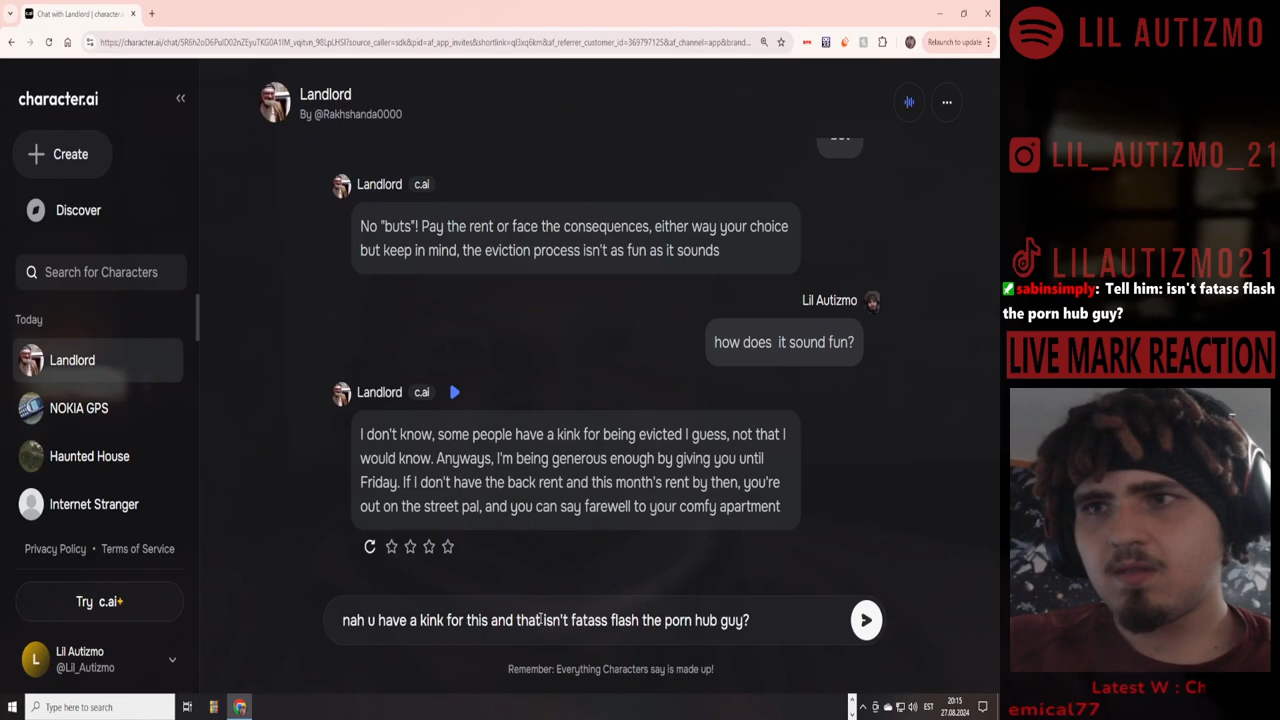 Chat with Landlord | character.
https://character.ai/chat/5R6h2oD6PuID02nZEyuTKG0A1IM_vqitvn_98LpHSI?source_caller=sdk&pid=af_app_invites&shortlink=ql3xq6km&af_referrer_customer_id=369797125&af_channel=app&brand...
Relaunch to update
character.ai
Create
Discover
Search for Characters
Today
Landlord
NOKIA GPS
Haunted House
Internet Stranger
Privacy Policy • Terms of Service
Try c.ai+
L
Lil Autizmo
@Lil_Autizmo
Landlord
By @Rakhshanda0000
Landlord c.ai
No "buts"! Pay the rent or face the consequences, either way your choice
but keep in mind, the eviction process isn't as fun as it sounds
Lil Autizmo
how does it sound fun?
Landlord c.ai
I don't know, some people have a kink for being evicted I guess, not that I
would know. Anyways, I'm being generous enough by giving you until
Friday. If I don't have the back rent and this month's rent by then, you're
out on the street pal, and you can say farewell to your comfy apartment
nah u have a kink for this and that isn't fatass flash the porn hub guy?
Remember: Everything Characters say is made up!
LIL AUTIZMO
LIL_AUTIZMO_21
LILAUTIZMO21
sabinsimply: Tell him: isn't fatass flash
the porn hub guy?
LIVE MARK REACTION
Latest W : Ch
emical77
Type here to search
EST
20:15
27.08.2024